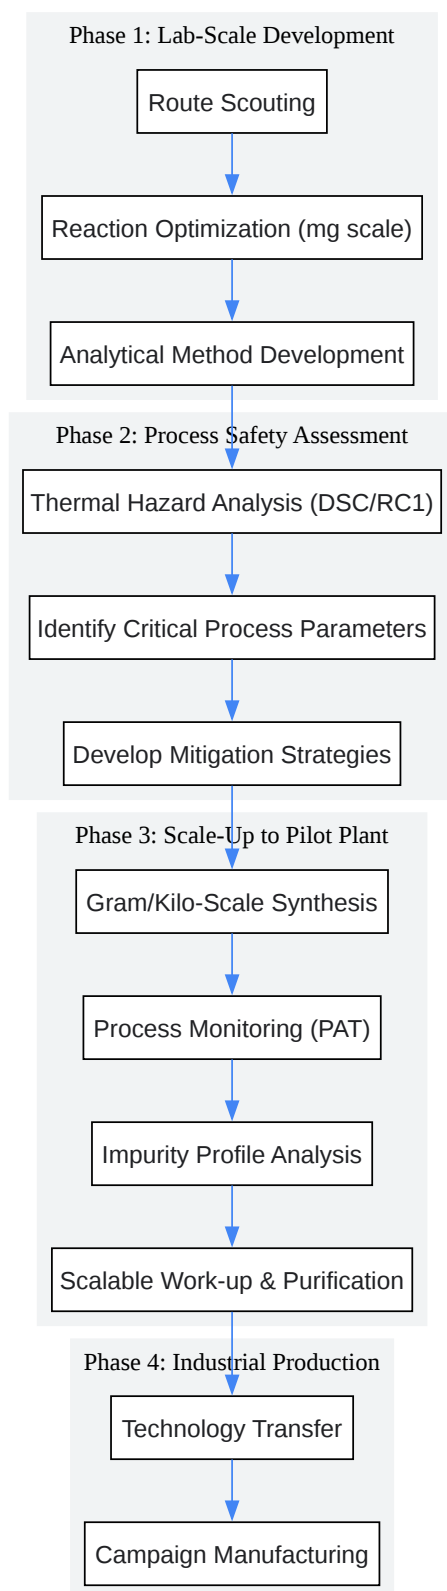 Phase 1: Lab-Scale Development
Route Scouting
Reaction Optimization (mg scale)
Analytical Method Development
Phase 2: Process Safety Assessment
Thermal Hazard Analysis (DSC/RC1)
Identify Critical Process Parameters
Develop Mitigation Strategies
Phase 3: Scale-Up to Pilot Plant
Gram/Kilo-Scale Synthesis
Process Monitoring (PAT)
Impurity Profile Analysis
Scalable Work-up & Purification
Phase 4: Industrial Production
Technology Transfer
Campaign Manufacturing